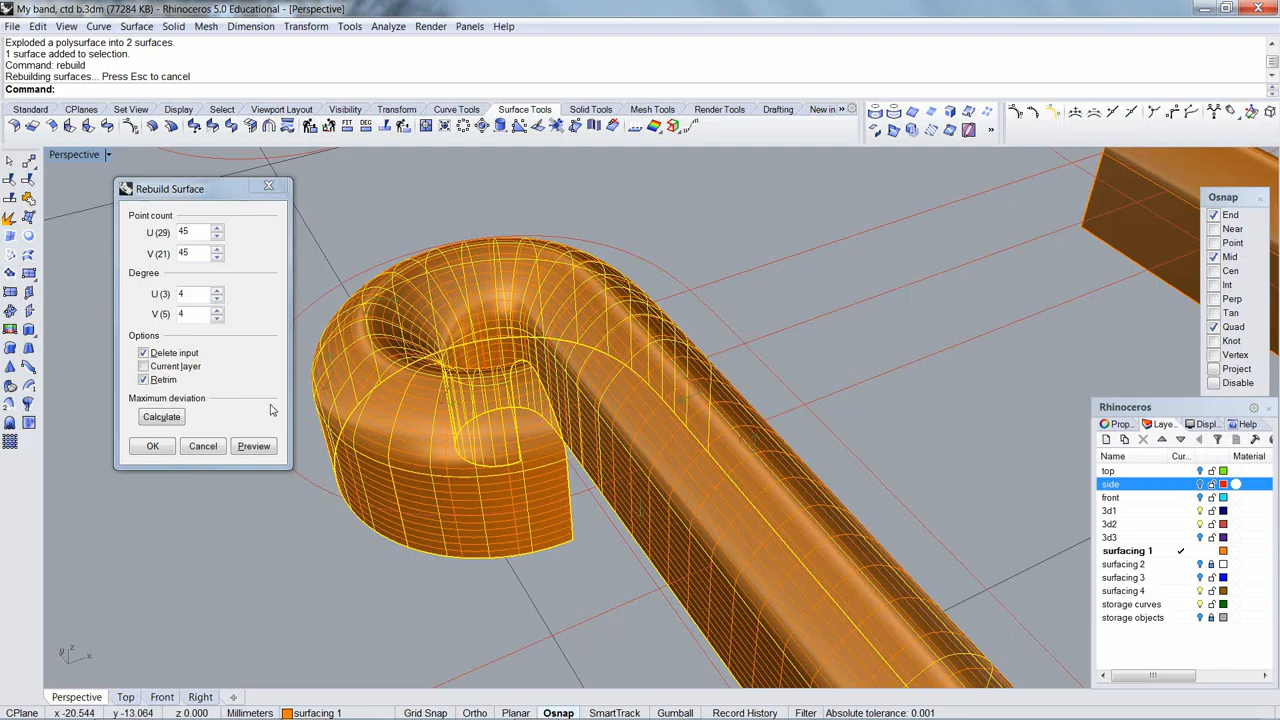 My band, ctd b.3dm (77284 KB) - Rhinoceros 5.0 Educational - [Perspective]
File Edit View Curve Surface Solid Mesh Dimension Transform Tools Analyze Render Panels Help
Exploded a polysurface into 2 surfaces.
1 surface added to selection.
Command: rebuild
Rebuilding surfaces... Press Esc to cancel
Command:
Standard CPlanes Set View Display Select Viewport Layout Visibility Transform Curve Tools Surface Tools Solid Tools Mesh Tools Render Tools Drafting New in »
FIT DEG
Perspective
Rebuild Surface
Point count
U (29) 45
V (21) 45
Degree
U (3) 4
V (5) 4
Options
Delete input
Current layer
Retrim
Maximum deviation
Calculate
OK Cancel Preview
Osnap
End
Near
Point
Mid
Cen
Int
Perp
Tan
Quad
Knot
Vertex
Project
Disable
Rhinoceros
Prop... Laye... Displ... Help
Name Cur... Material
top
side
front
3d1
3d2
3d3
surfacing 1
surfacing 2
surfacing 3
surfacing 4
storage curves
storage objects
z
y
x
Perspective Top Front Right
CPlane x -20.544 y -13.064 z 0.000 Millimeters surfacing 1 Grid Snap Ortho Planar Osnap SmartTrack Gumball Record History Filter Absolute tolerance: 0.001